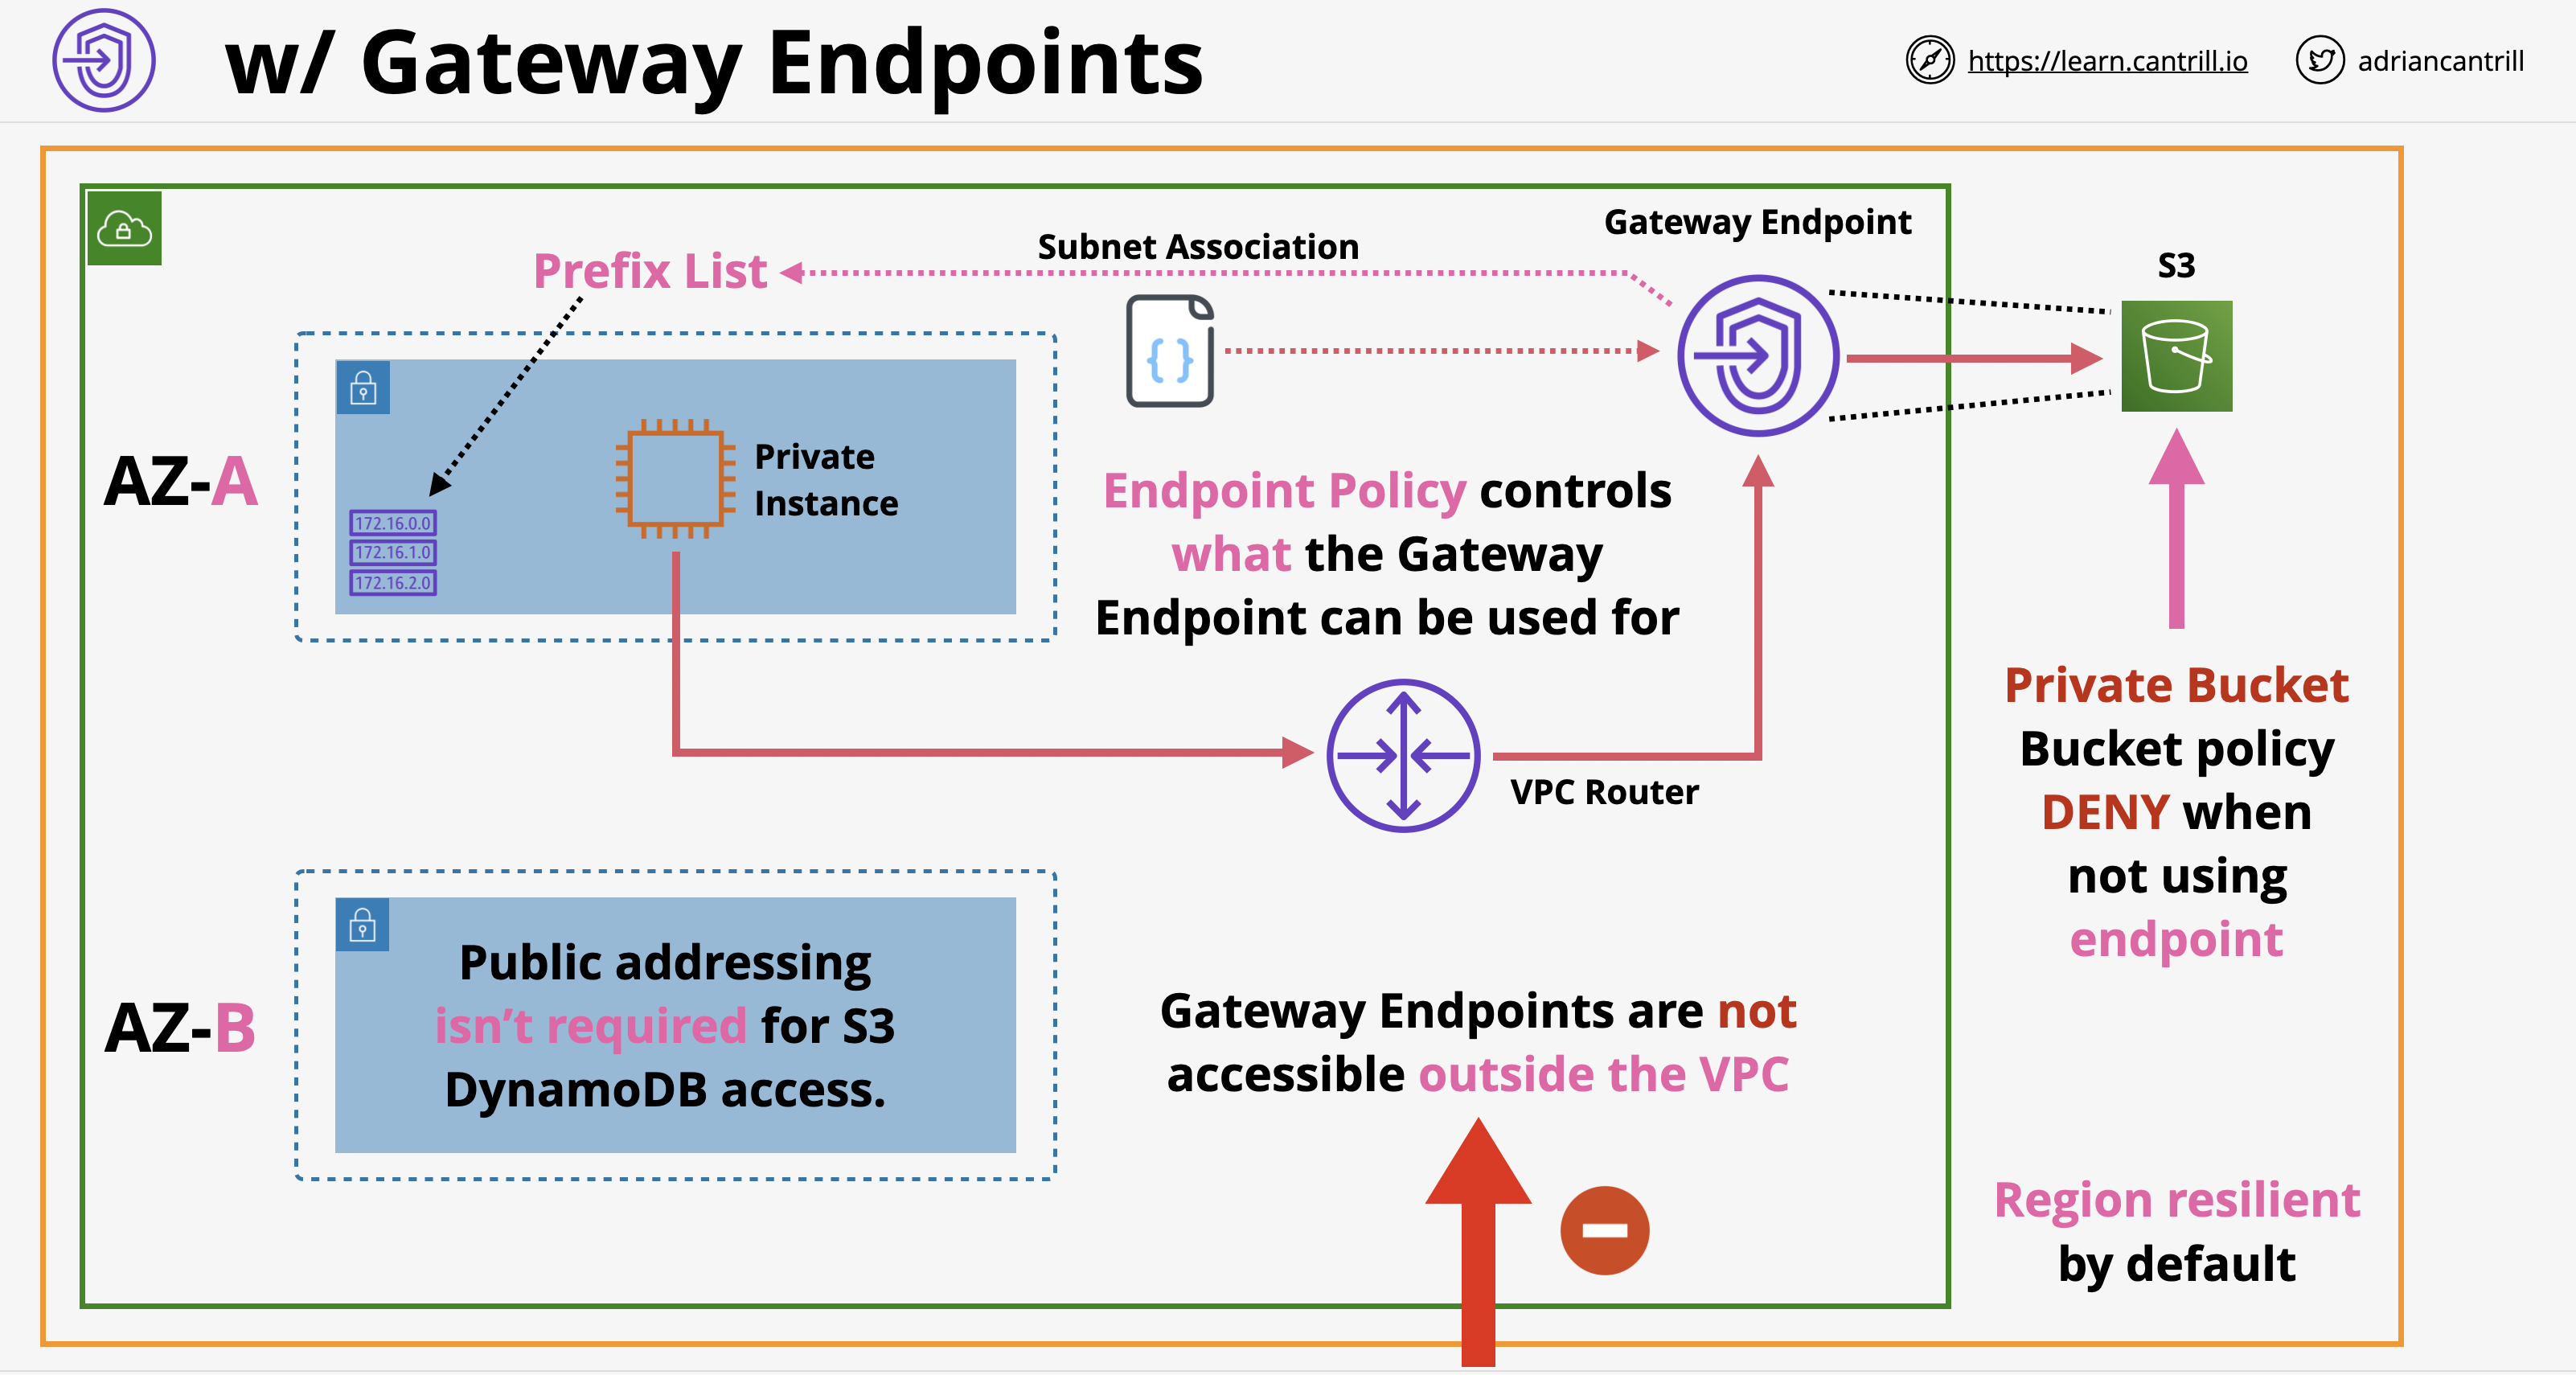 w/ Gateway Endpoints
https://learn.cantrill.io
adriancantrill
Gateway Endpoint
Subnet Association
Prefix List
S3
{ }
Private
Instance
AZ-A
172.16.0.0
172.16.1.0
172.16.2.0
Endpoint Policy controls
what the Gateway
Endpoint can be used for
VPC Router
Private Bucket
Bucket policy
DENY when
not using
endpoint
AZ-B
Public addressing
isn’t required for S3
DynamoDB access.
Gateway Endpoints are not
accessible outside the VPC
Region resilient
by default